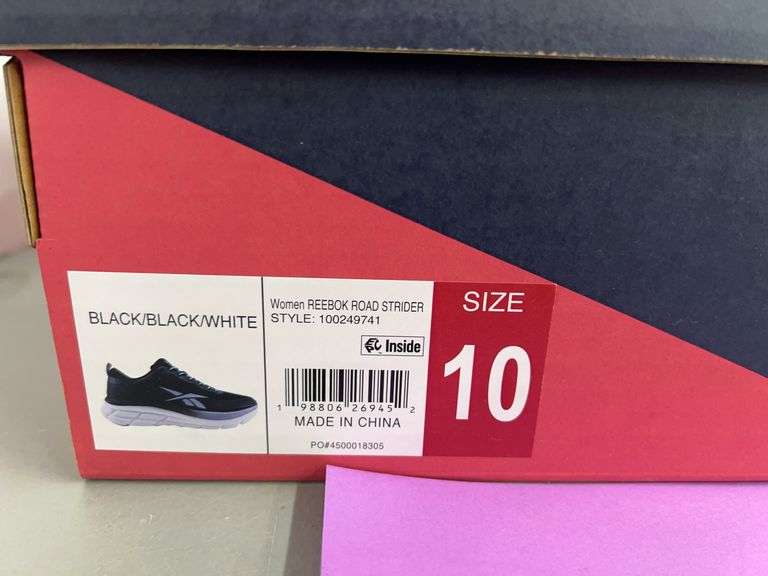 BLACK/BLACK/WHITE
Women REEBOK ROAD STRIDER
STYLE: 100249741
Inside
1 98806 26945 2
MADE IN CHINA
PO#4500018305
SIZE
10